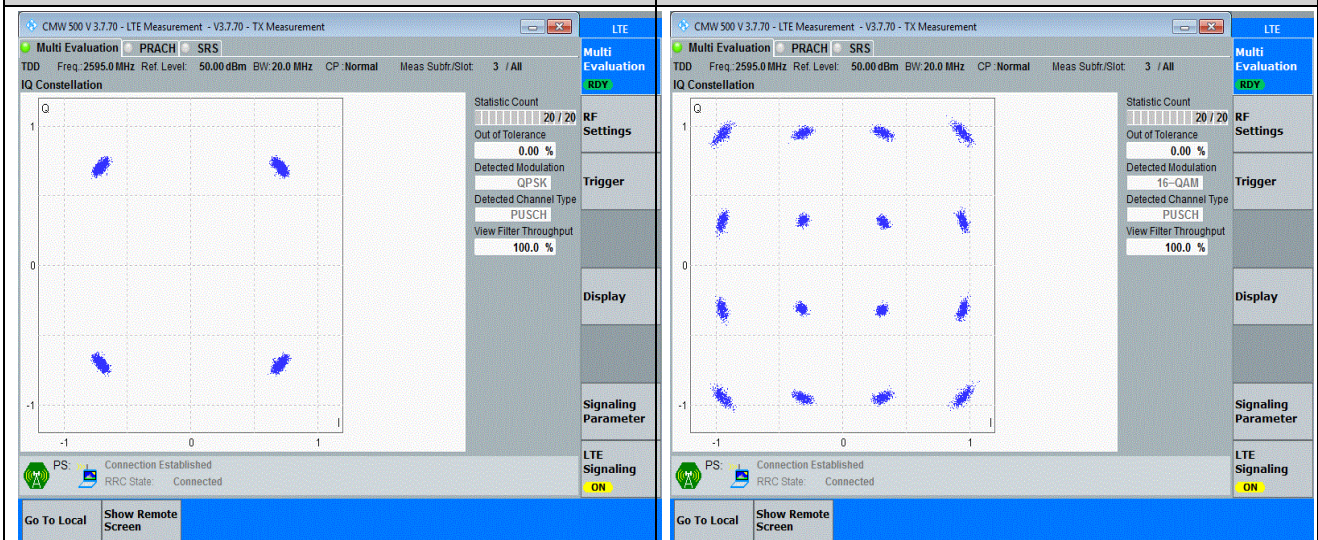 CMW 500 V 3.7.70 - LTE Measurement - V3.7.70 - TX Measurement
LTE
Multi Evaluation PRACH SRS
Multi
Evaluation
RDY
TDD Freg.:2595.0 MHz Ref. Level: 50.00 dBm BW:20.0 MHz CP :Normal Meas Subfr./Slot: 3 / All
IQ Constellation
Q
1
0
-1
-1 0 1
I
Statistic Count
20 / 20
Out of Tolerance
0.00 %
Detected Modulation
QPSK
Detected Channel Type
PUSCH
View Filter Throughput
100.0 %
RF
Settings
Trigger
Display
Signaling
Parameter
LTE
Signaling
ON
PS: Connection Established
RRC State: Connected
Go To Local
Show Remote
Screen
CMW 500 V 3.7.70 - LTE Measurement - V3.7.70 - TX Measurement
LTE
Multi Evaluation PRACH SRS
Multi
Evaluation
RDY
TDD Freq.:2595.0 MHz Ref. Level: 50.00 dBm BW:20.0 MHz CP :Normal Meas Subfr./Slot: 3 / All
IQ Constellation
Q
1
0
-1
-1 0 1
I
Statistic Count
20 / 20
Out of Tolerance
0.00 %
Detected Modulation
16-QAM
Detected Channel Type
PUSCH
View Filter Throughput
100.0 %
RF
Settings
Trigger
Display
Signaling
Parameter
LTE
Signaling
ON
PS: Connection Established
RRC State: Connected
Go To Local
Show Remote
Screen